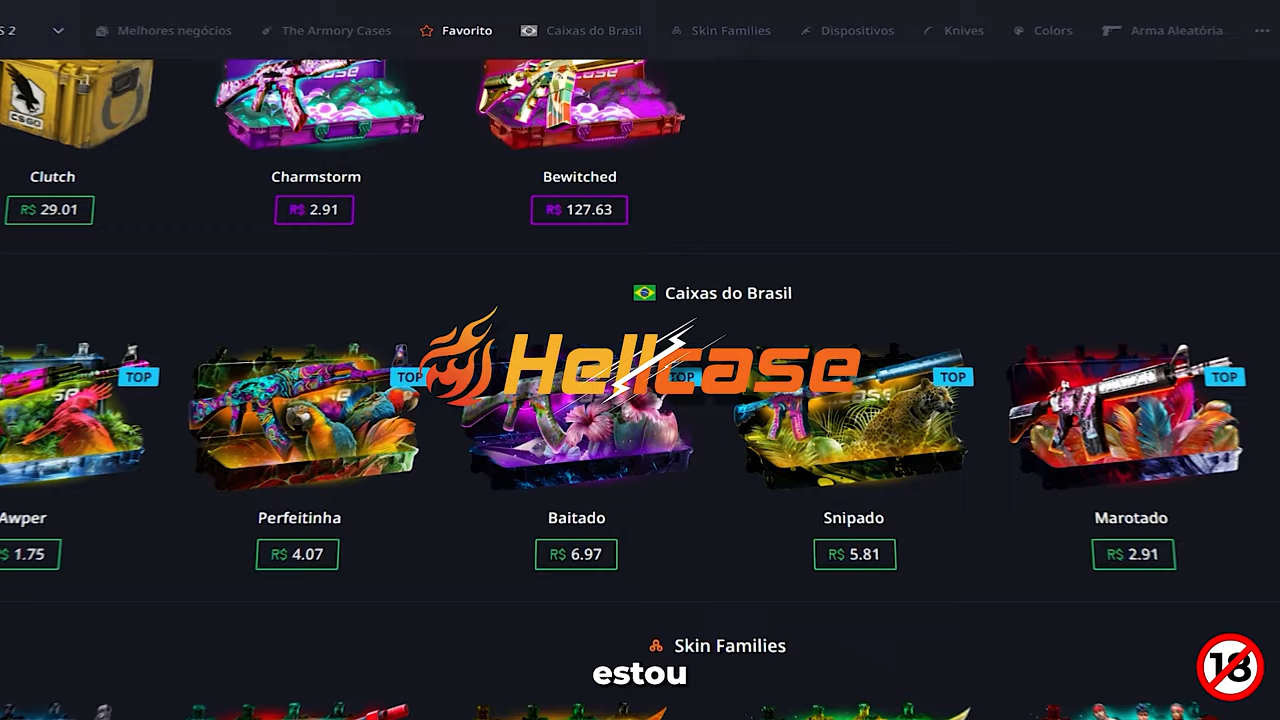 S 2
Melhores negócios
The Armory Cases
Favorito
Caixas do Brasil
Skin Families
Dispositivos
Knives
Colors
Arma Aleatória
case
CSGO
Clutch
Charmstorm
Bewitched
R$ 29.01
R$ 2.91
R$ 127.63
Caixas do Brasil
Hellcase
TOP
TOP
TOP
TOP
TOP
Awper
Perfeitinha
Baitado
Snipado
Marotado
R$ 1.75
R$ 4.07
R$ 6.97
R$ 5.81
R$ 2.91
Skin Families
estou
18